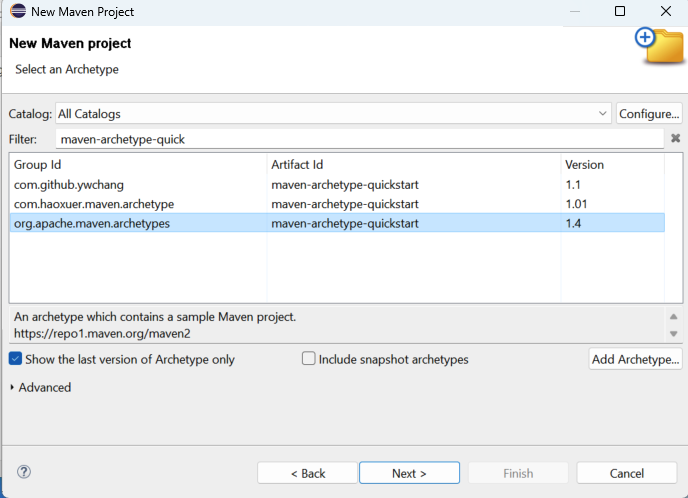 New Maven Project
New Maven project
Select an Archetype
Catalog: All Catalogs Configure...
Filter: maven-archetype-quick
Group Id Artifact Id Version
com.github.ywchang maven-archetype-quickstart 1.1
com.haoxuer.maven.archetype maven-archetype-quickstart 1.01
org.apache.maven.archetypes maven-archetype-quickstart 1.4
An archetype which contains a sample Maven project.
https://repo1.maven.org/maven2
Show the last version of Archetype only Include snapshot archetypes Add Archetype...
Advanced
? < Back Next > Finish Cancel